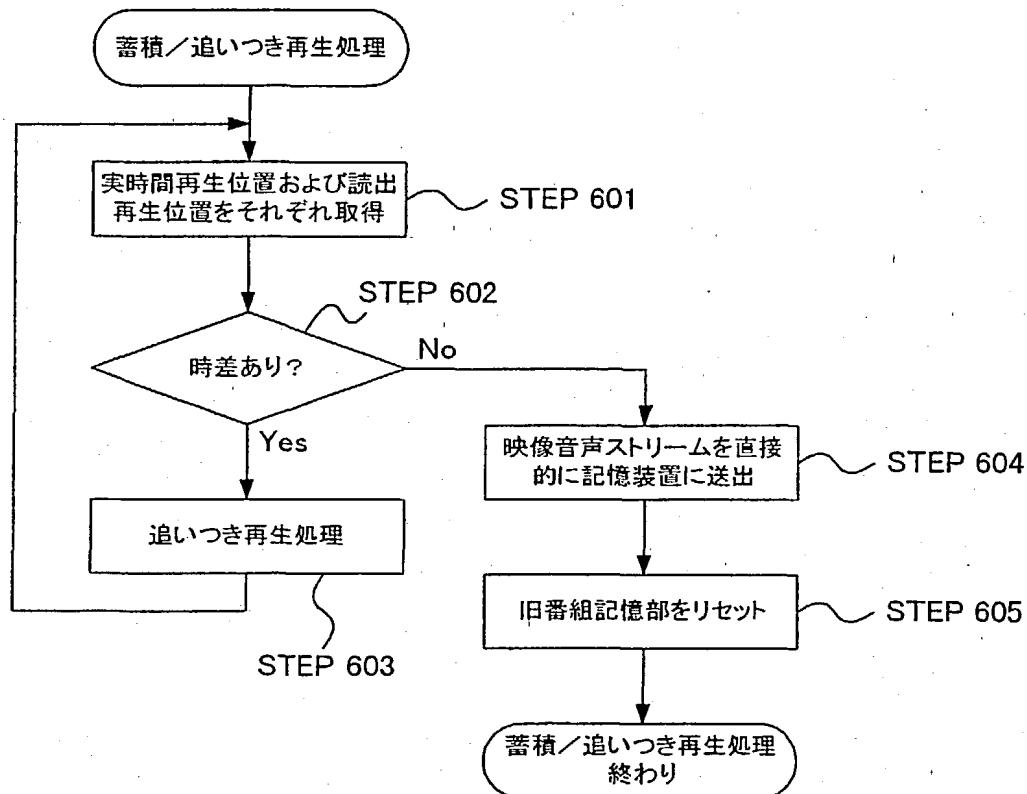 蓄積／追いつき再生処理
実時間再生位置および読出
再生位置をそれぞれ取得
STEP 601
STEP 602
時差あり？
No
Yes
追いつき再生処理
STEP 603
映像音声ストリームを直接
的に記憶装置に送出
STEP 604
旧番組記憶部をリセット
STEP 605
蓄積／追いつき再生処理
終わり